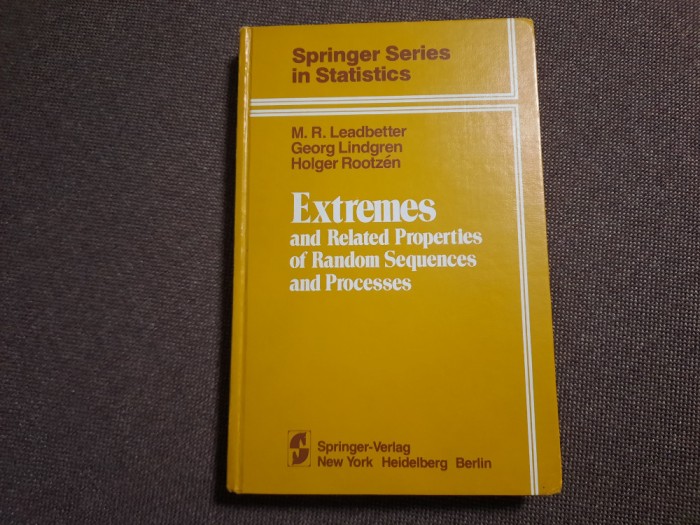 Springer Series
in Statistics
M. R. Leadbetter
Georg Lindgren
Holger Rootzén
Extremes
and Related Properties
of Random Sequences
and Processes
Springer-Verlag
New York Heidelberg Berlin